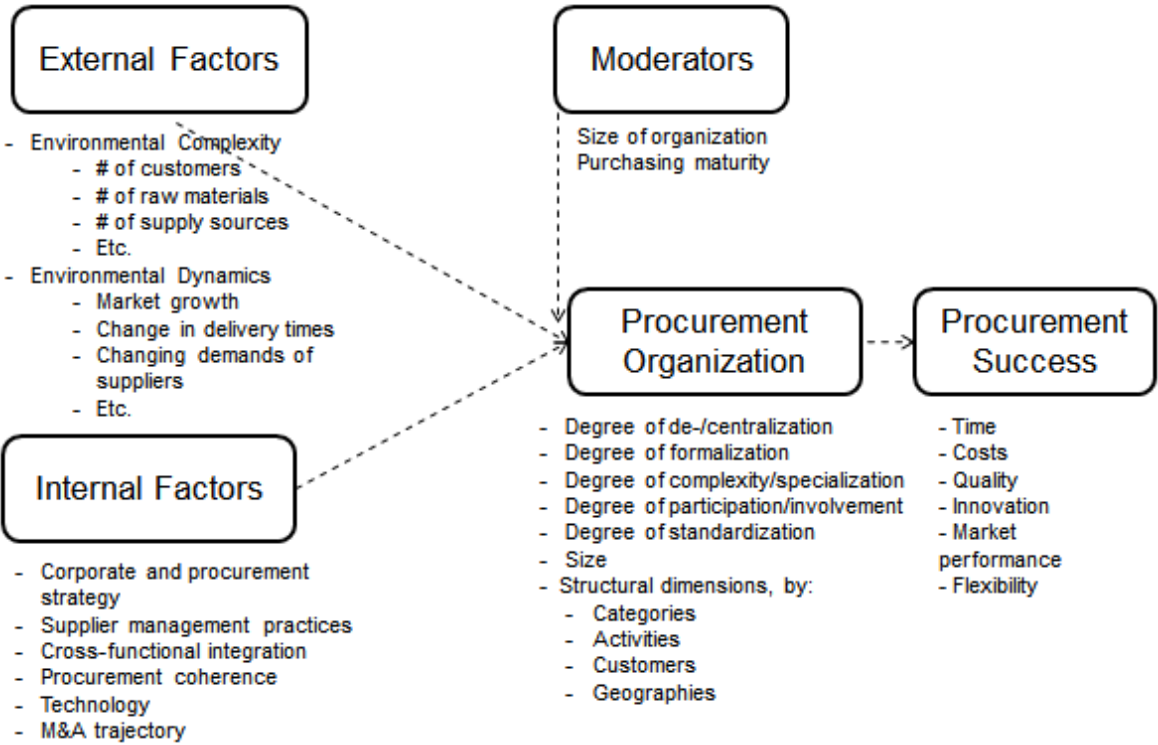 External Factors
- Environmental Complexity
- # of customers
- # of raw materials
- # of supply sources
- Etc.
- Environmental Dynamics
- Market growth
- Change in delivery times
- Changing demands of
suppliers
- Etc.
Internal Factors
- Corporate and procurement
strategy
- Supplier management practices
- Cross-functional integration
- Procurement coherence
- Technology
- M&A trajectory
Moderators
Size of organization
Purchasing maturity
Procurement
Organization
- Degree of de-/centralization
- Degree of formalization
- Degree of complexity/specialization
- Degree of participation/involvement
- Degree of standardization
- Size
- Structural dimensions, by:
- Categories
- Activities
- Customers
- Geographies
Procurement
Success
- Time
- Costs
- Quality
- Innovation
- Market
performance
- Flexibility